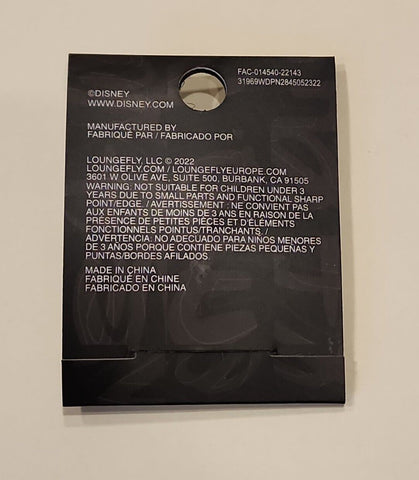 FAC-014540-22143
31969WDPN2845052322
©DISNEY
WWW.DISNEY.COM
MANUFACTURED BY
FABRIQUÉ PAR / FABRICADO POR
LOUNGEFLY, LLC © 2022
LOUNGEFLY.COM / LOUNGEFLYEUROPE.COM
3601 W OLIVE AVE, SUITE 500, BURBANK, CA 91505
WARNING: NOT SUITABLE FOR CHILDREN UNDER 3
YEARS DUE TO SMALL PARTS AND FUNCTIONAL SHARP
POINT/EDGE. / AVERTISSEMENT : NE CONVIENT PAS
AUX ENFANTS DE MOINS DE 3 ANS EN RAISON DE LA
PRÉSENCE DE PETITES PIÈCES ET D'ÉLÉMENTS
FONCTIONNELS POINTUS/TRANCHANTS. /
ADVERTENCIA: NO ADECUADO PARA NIÑOS MENORES
DE 3 AÑOS PORQUE CONTIENE PIEZAS PEQUEÑAS Y
PUNTAS/BORDES AFILADOS.
MADE IN CHINA
FABRIQUÉ EN CHINE
FABRICADO EN CHINA